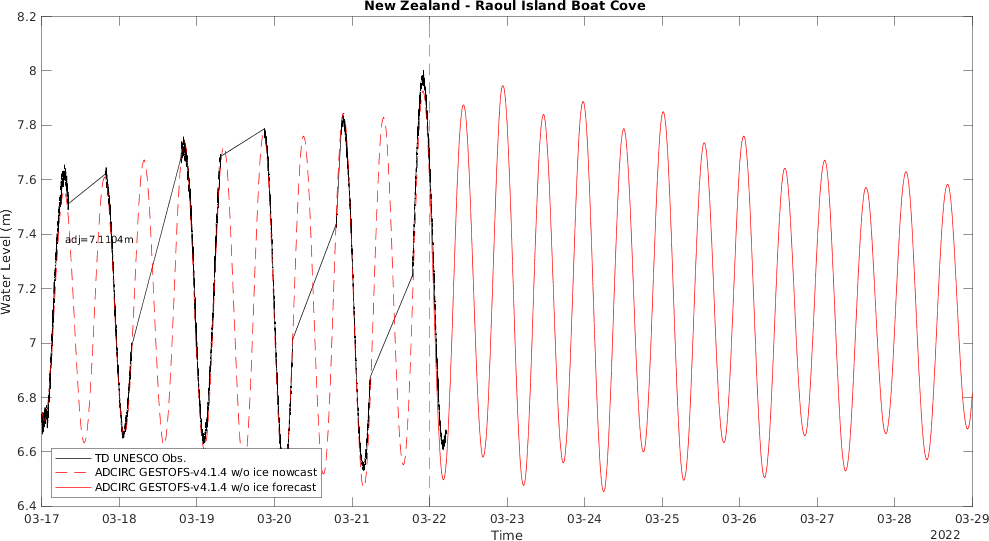 New Zealand - Raoul Island Boat Cove
8.2
8
7.8
7.6
7.4
7.2
7
6.8
6.6
6.4
Water Level (m)
adj=7.1104m
TD UNESCO Obs.
ADCIRC GESTOFS-v4.1.4 w/o ice nowcast
ADCIRC GESTOFS-v4.1.4 w/o ice forecast
03-17 03-18 03-19 03-20 03-21 03-22 03-23 03-24 03-25 03-26 03-27 03-28 03-29
Time
2022